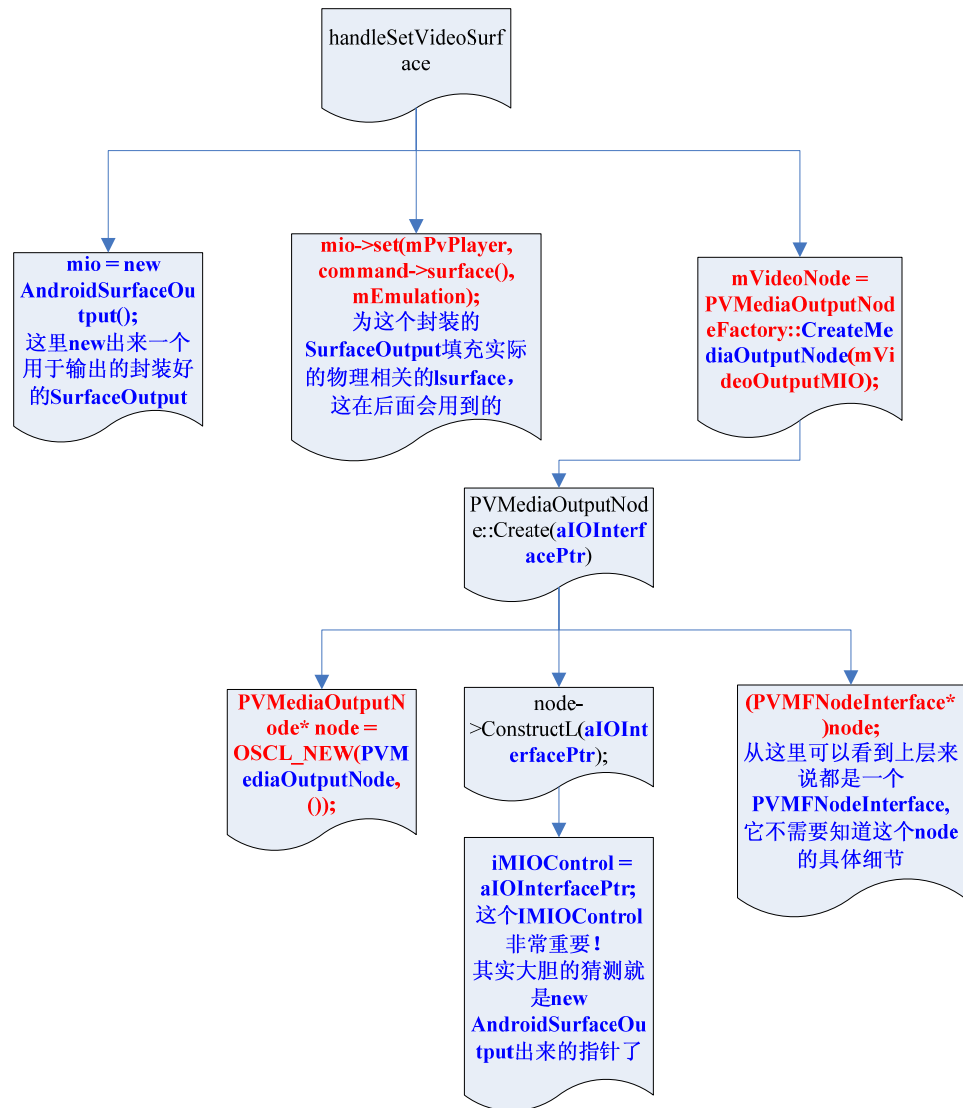 handleSetVideoSurf
ace
mio = new
AndroidSurfaceOu
tput();
这里new出来一个
用于输出的封装好
的SurfaceOutput
mio->set(mPvPlayer,
command->surface(),
mEmulation);
为这个封装的
SurfaceOutput填充实际
的物理相关的Isurface，
这在后面会用到的
mVideoNode =
PVMediaOutputNod
eFactory::CreateMe
diaOutputNode(mVi
deoOutputMIO);
PVMediaOutputNod
e::Create(aIOInterf
acePtr)
PVMediaOutputN
ode* node =
OSCL_NEW(PVM
ediaOutputNode,
());
node-
>ConstructL(aIOInt
erfacePtr);
(PVMFNodeInterface*
)node;
从这里可以看到上层来
说都是一个
PVMFNodeInterface,
它不需要知道这个node
的具体细节
iMIOControl =
aIOInterfacePtr;
这个IMIOControl
非常重要！
其实大胆的猜测就
是new
AndroidSurfaceOu
tput出来的指针了